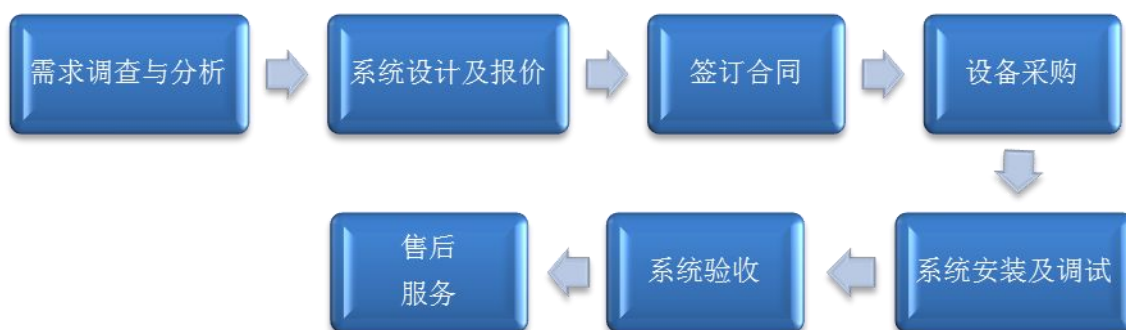 需求调查与分析
系统设计及报价
签订合同
设备采购
系统安装及调试
系统验收
售后
服务